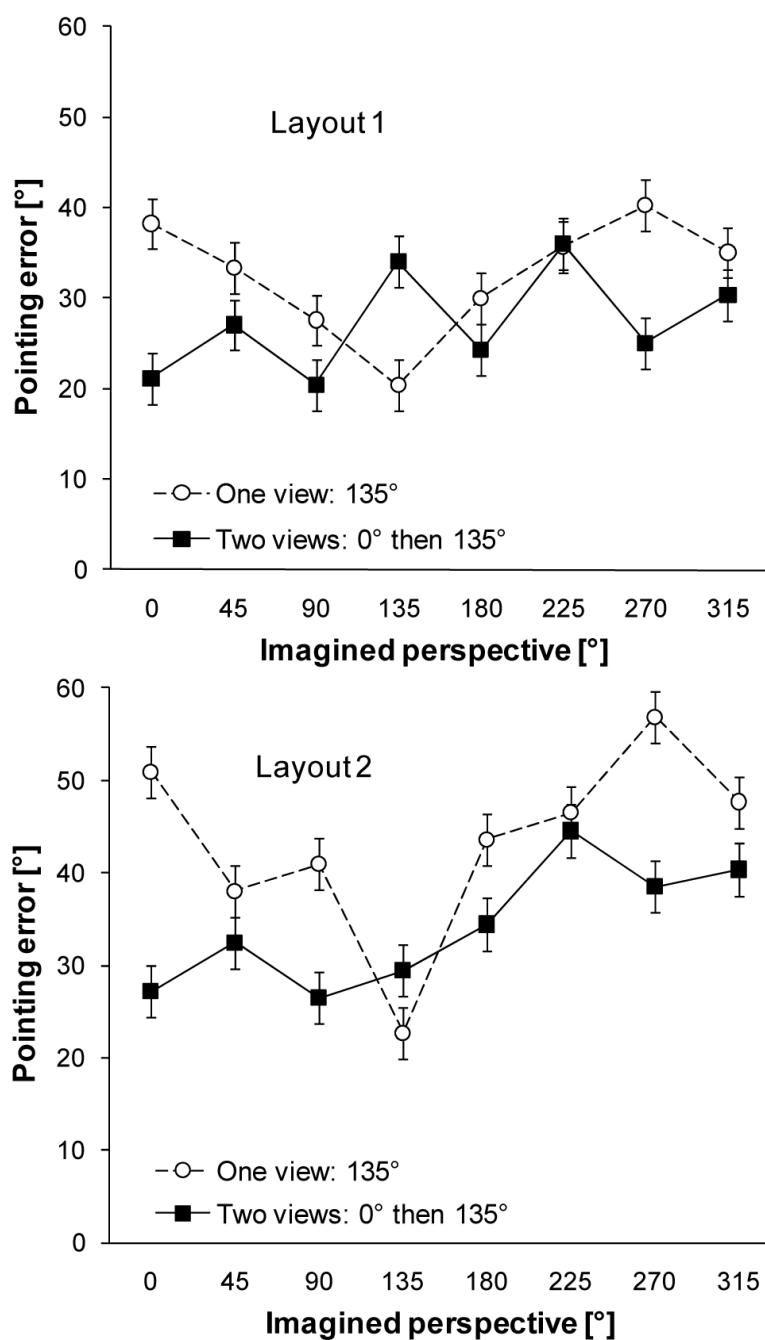 60
50
40
30
20
10
0
Pointing error [°]
Layout 1
One view: 135°
Two views: 0° then 135°
0 45 90 135 180 225 270 315
Imagined perspective [°]
60
50
40
30
20
10
0
Pointing error [°]
Layout 2
One view: 135°
Two views: 0° then 135°
0 45 90 135 180 225 270 315
Imagined perspective [°]